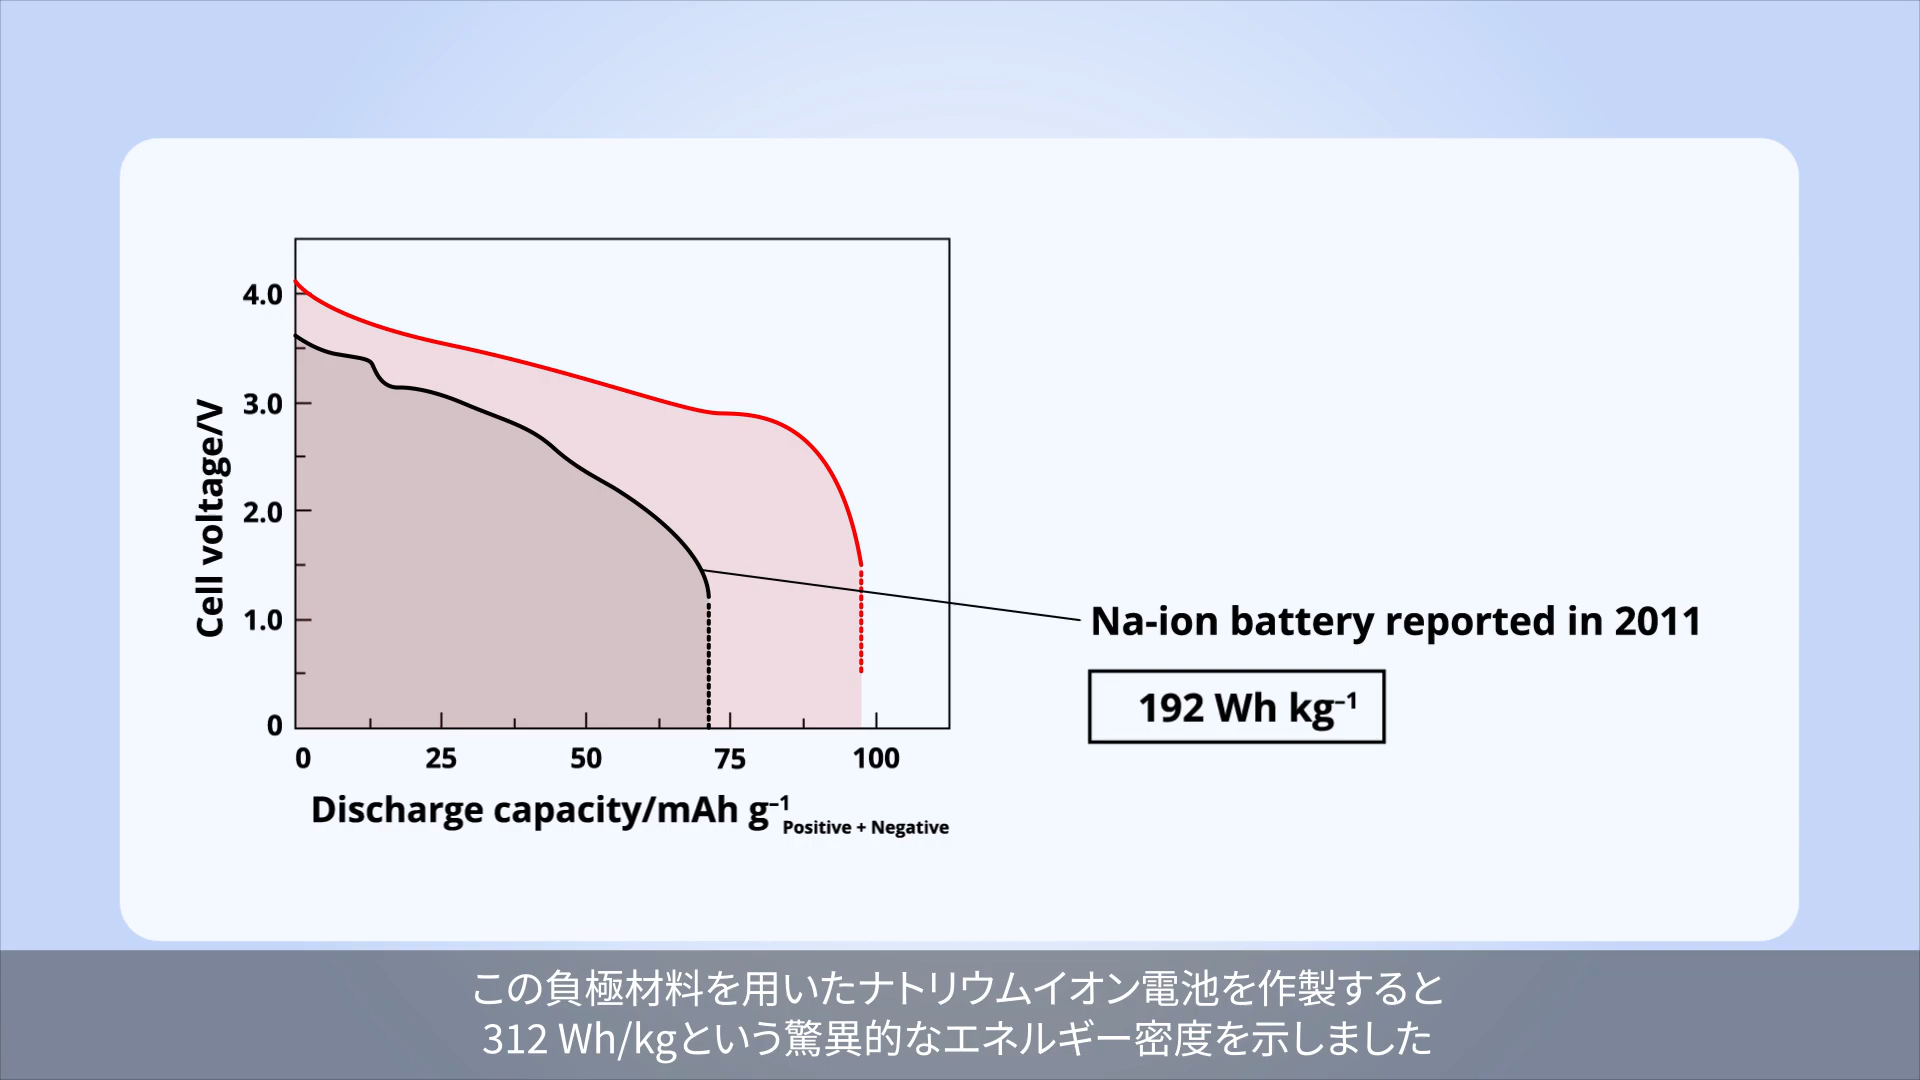 4.0
3.0
2.0
1.0
0
Cell voltage/V
0 25 50 75 100
Discharge capacity/mAh g⁻¹ Positive + Negative
Na-ion battery reported in 2011
192 Wh kg⁻¹
この負極材料を用いたナトリウムイオン電池を作製すると
312 Wh/kgという驚異的なエネルギー密度を示しました